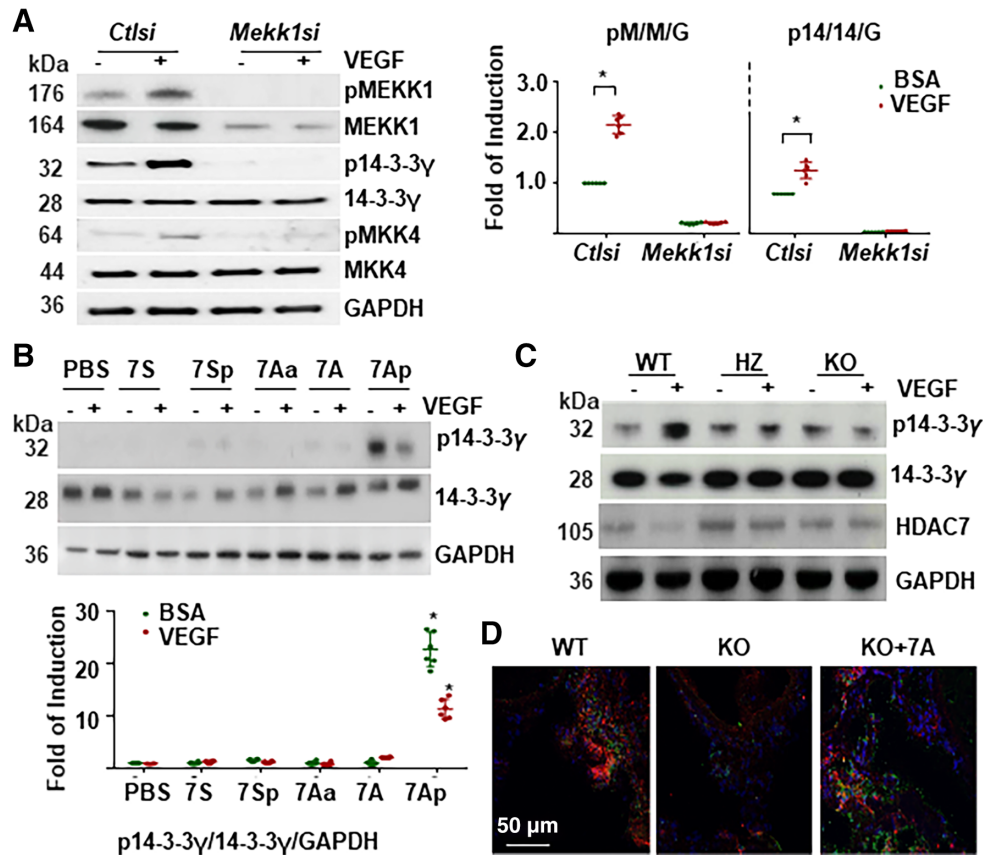 A
Ctlsi Mekk1si
kDa - + - + VEGF
176 pMEKK1
164 MEKK1
32 p14-3-3γ
28 14-3-3γ
64 pMKK4
44 MKK4
36 GAPDH
pM/M/G p14/14/G
Fold of Induction
3.0
2.0
1.0
* *
BSA
VEGF
Ctlsi Mekk1si Ctlsi Mekk1si
B
PBS 7S 7Sp 7Aa 7A 7Ap
kDa - + - + - + - + - + - + VEGF
32 p14-3-3γ
28 14-3-3γ
36 GAPDH
Fold of Induction
30
20
10
BSA
VEGF
*
*
PBS 7S 7Sp 7Aa 7A 7Ap
p14-3-3γ/14-3-3γ/GAPDH
C
WT HZ KO
kDa - + - + - + VEGF
32 p14-3-3γ
28 14-3-3γ
105 HDAC7
36 GAPDH
D
WT KO KO+7A
50 µm